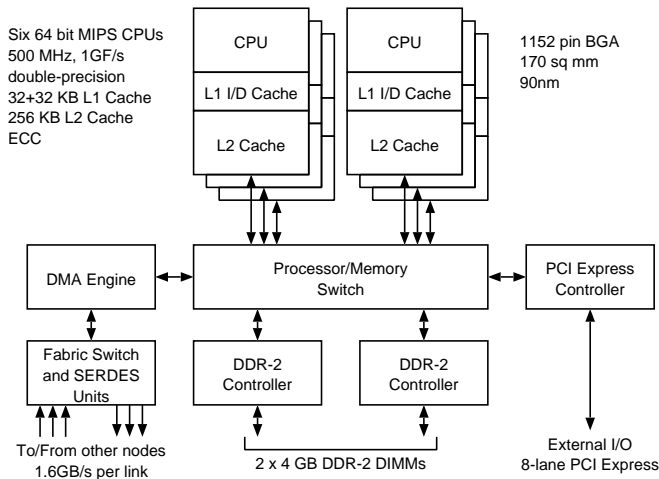 Six 64 bit MIPS CPUs
500 MHz, 1GF/s
double-precision
32+32 KB L1 Cache
256 KB L2 Cache
ECC
CPU
L1 I/D Cache
L2 Cache
CPU
L1 I/D Cache
L2 Cache
1152 pin BGA
170 sq mm
90nm
DMA Engine
Processor/Memory
Switch
PCI Express
Controller
Fabric Switch
and SERDES
Units
DDR-2
Controller
DDR-2
Controller
To/From other nodes
1.6GB/s per link
2 x 4 GB DDR-2 DIMMs
External I/O
8-lane PCI Express